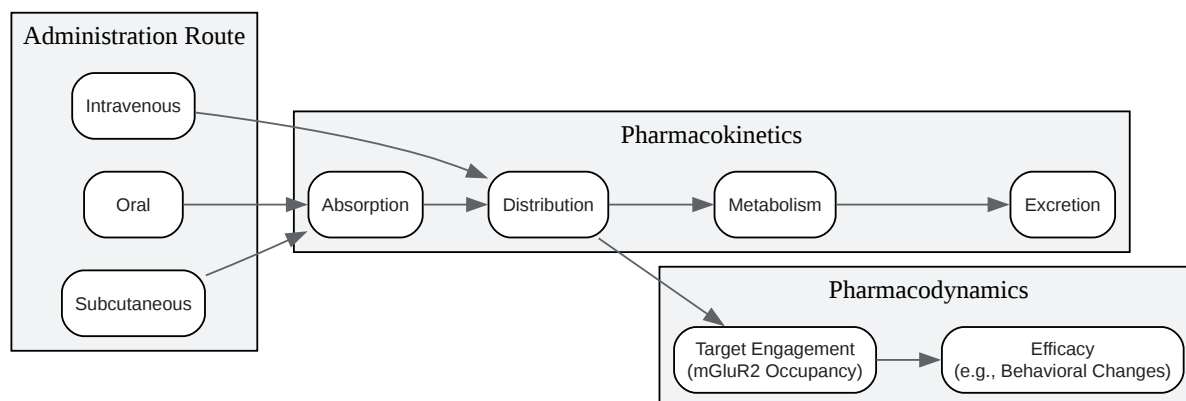 Administration Route
Intravenous
Oral
Subcutaneous
Pharmacokinetics
Absorption
Distribution
Metabolism
Excretion
Pharmacodynamics
Target Engagement
(mGluR2 Occupancy)
Efficacy
(e.g., Behavioral Changes)